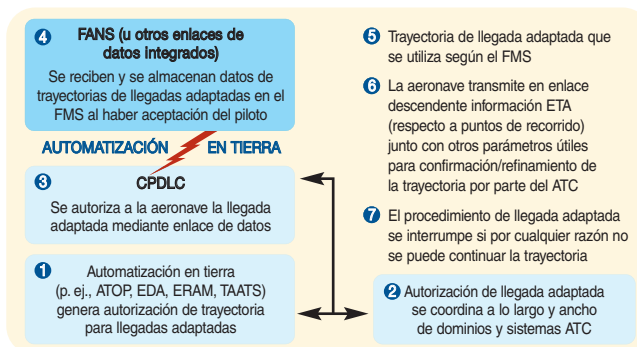 4 FANS (u otros enlaces de
datos integrados)
Se reciben y se almacenan datos de
trayectorias de llegadas adaptadas en el
FMS al haber aceptación del piloto
AUTOMATIZACIÓN EN TIERRA
3 CPDLC
Se autoriza a la aeronave la llegada
adaptada mediante enlace de datos
1 Automatización en tierra
(p. ej., ATOP, EDA, ERAM, TAATS)
genera autorización de trayectoria
para llegadas adaptadas
5 Trayectoria de llegada adaptada que
se utiliza según el FMS
6 La aeronave transmite en enlace
descendente información ETA
(respecto a puntos de recorrido)
junto con otros parámetros útiles
para confirmación/refinamiento de
la trayectoria por parte del ATC
7 El procedimiento de llegada adaptada
se interrumpe si por cualquier razón no
se puede continuar la trayectoria
2 Autorización de llegada adaptada
se coordina a lo largo y ancho
de dominios y sistemas ATC